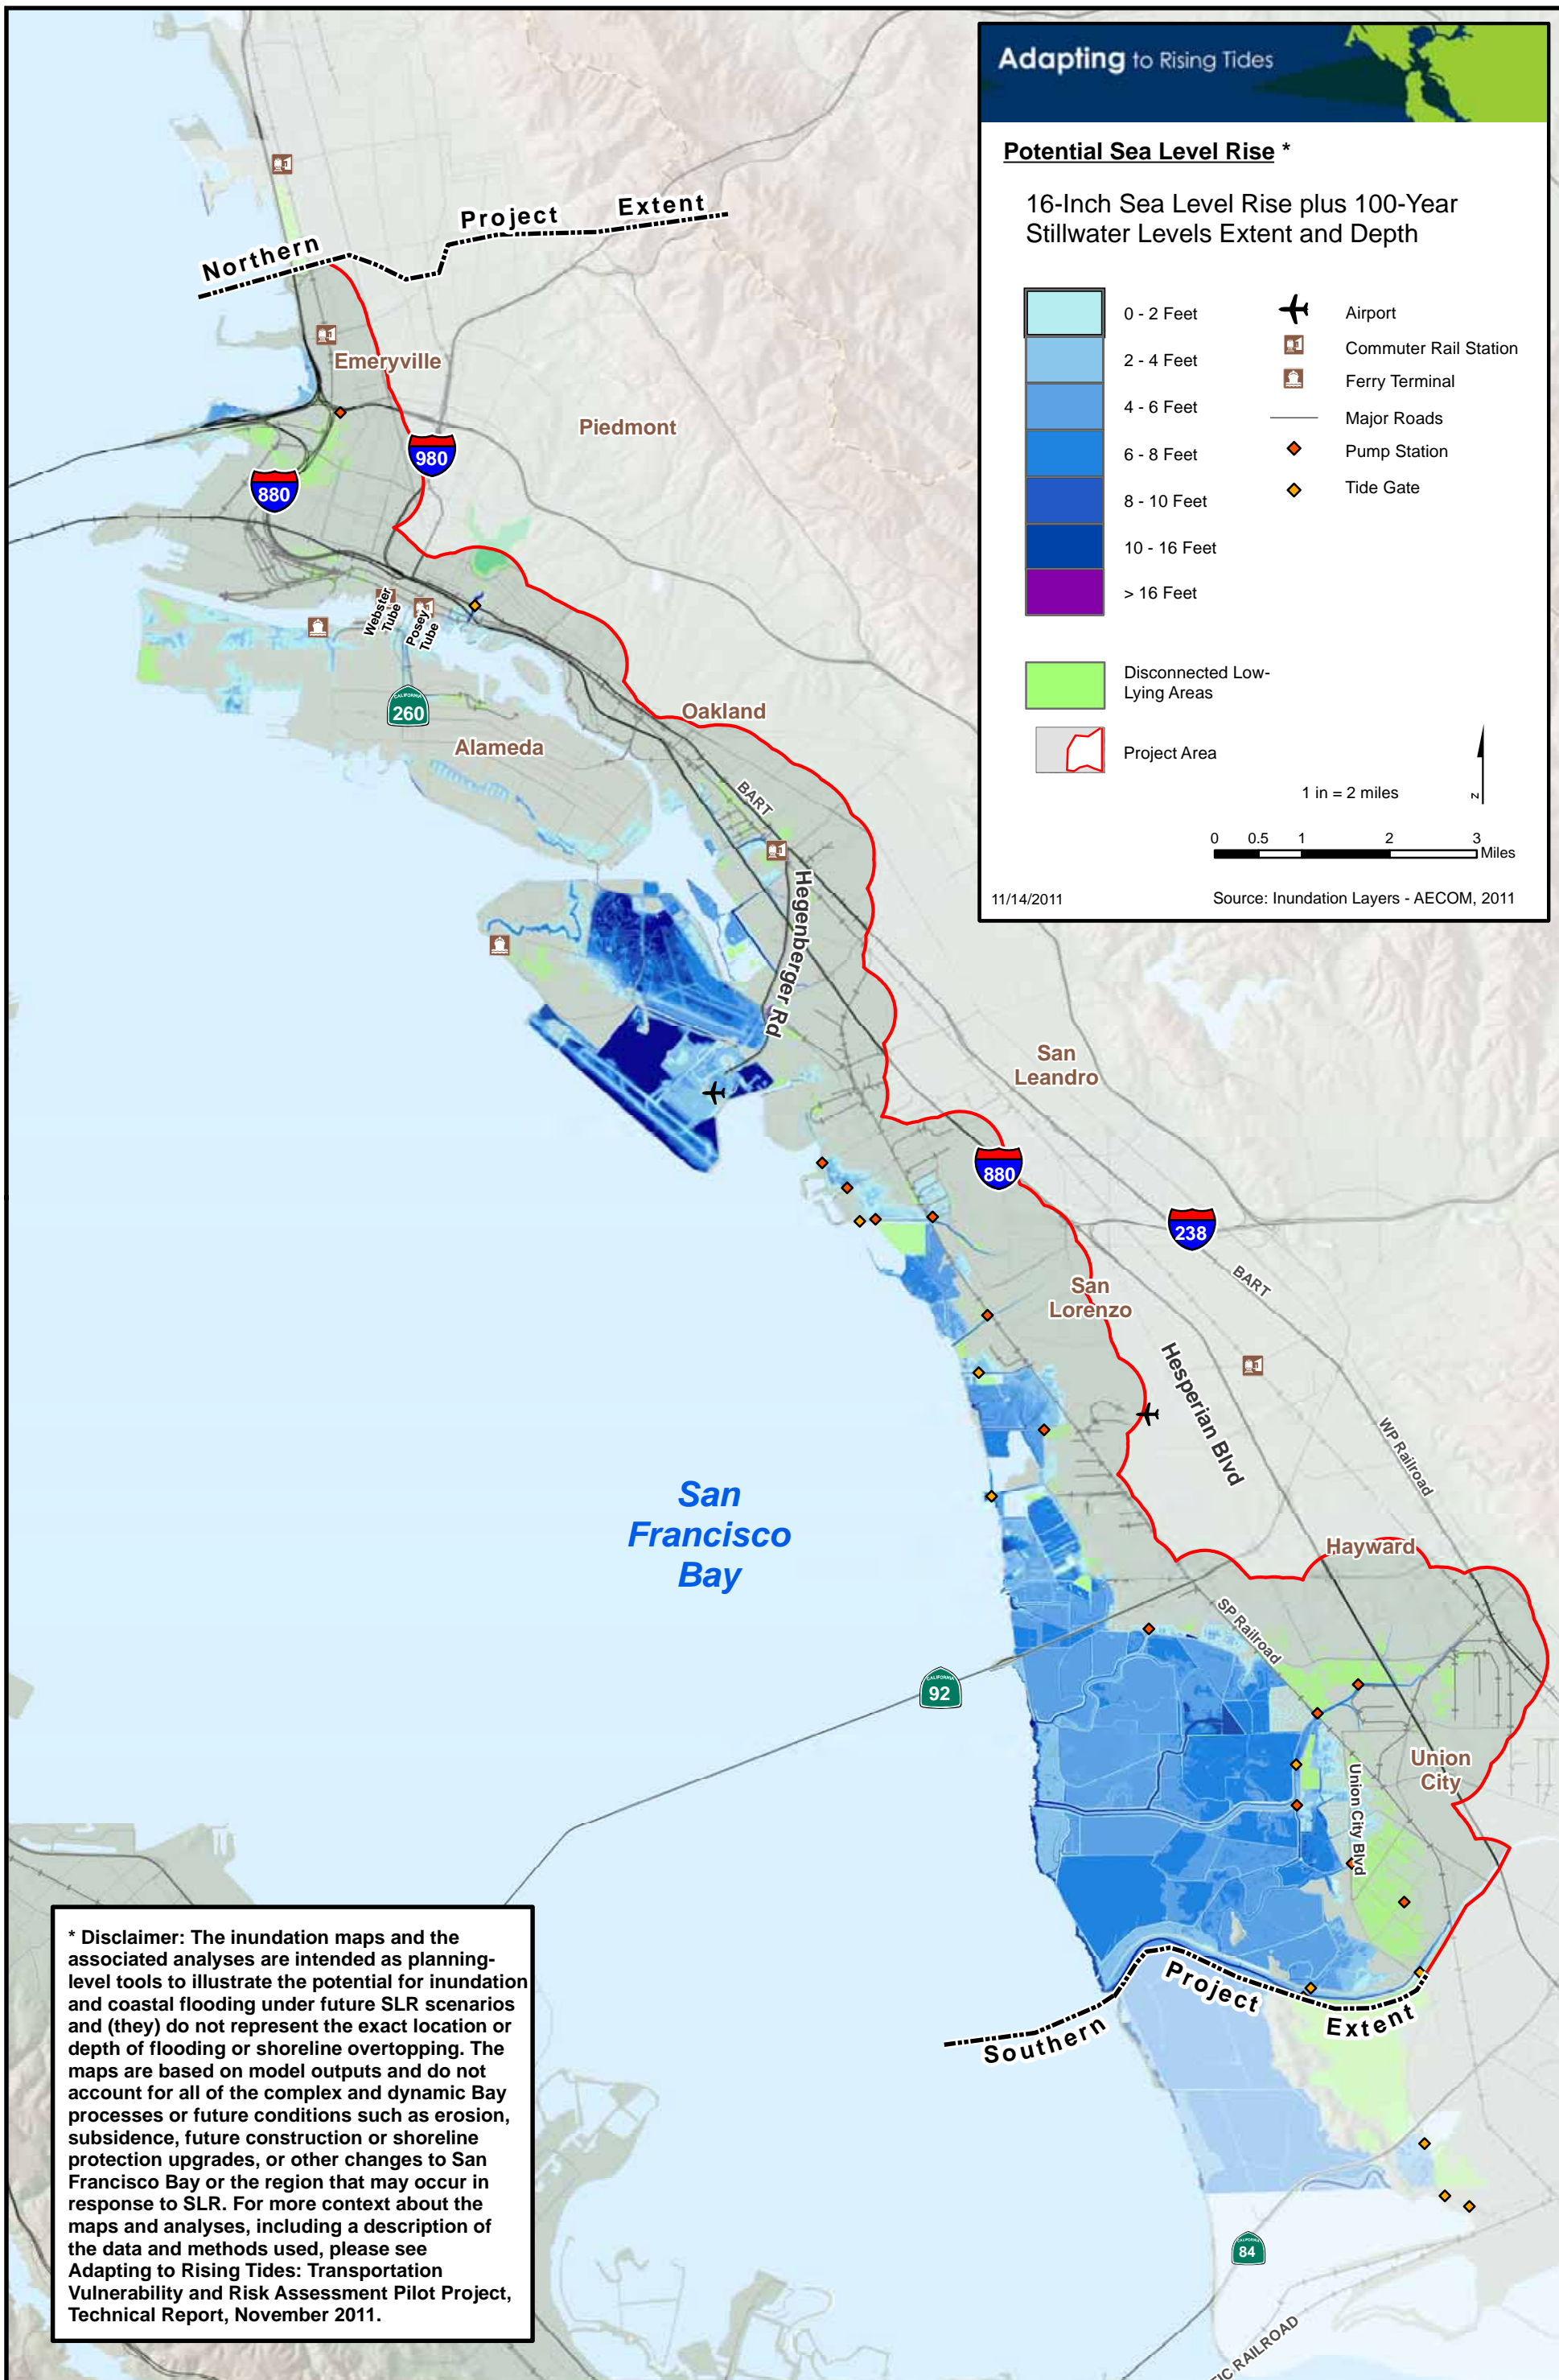 Adapting to Rising Tides
Potential Sea Level Rise *
16-Inch Sea Level Rise plus 100-Year
Stillwater Levels Extent and Depth
0 - 2 Feet
2 - 4 Feet
4 - 6 Feet
6 - 8 Feet
8 - 10 Feet
10 - 16 Feet
> 16 Feet
Disconnected Low-
Lying Areas
Project Area
Airport
Commuter Rail Station
Ferry Terminal
Major Roads
Pump Station
Tide Gate
N
1 in = 2 miles
0 0.5 1 2 3
Miles
11/14/2011
Source: Inundation Layers - AECOM, 2011
Northern Project Extent
Emeryville
Piedmont
980
880
Webster
Tube
Posey
Tube
CALIFORNIA
260
Alameda
Oakland
BART
Hegenberger Rd
San
Leandro
880
238
BART
San
Lorenzo
Hesperian Blvd
WP Railroad
San
Francisco
Bay
Hayward
SP Railroad
CALIFORNIA
92
Union
City
Union City Blvd
Southern Project Extent
CALIFORNIA
84
TIC RAILROAD
* Disclaimer: The inundation maps and the
associated analyses are intended as planning-
level tools to illustrate the potential for inundation
and coastal flooding under future SLR scenarios
and (they) do not represent the exact location or
depth of flooding or shoreline overtopping. The
maps are based on model outputs and do not
account for all of the complex and dynamic Bay
processes or future conditions such as erosion,
subsidence, future construction or shoreline
protection upgrades, or other changes to San
Francisco Bay or the region that may occur in
response to SLR. For more context about the
maps and analyses, including a description of
the data and methods used, please see
Adapting to Rising Tides: Transportation
Vulnerability and Risk Assessment Pilot Project,
Technical Report, November 2011.